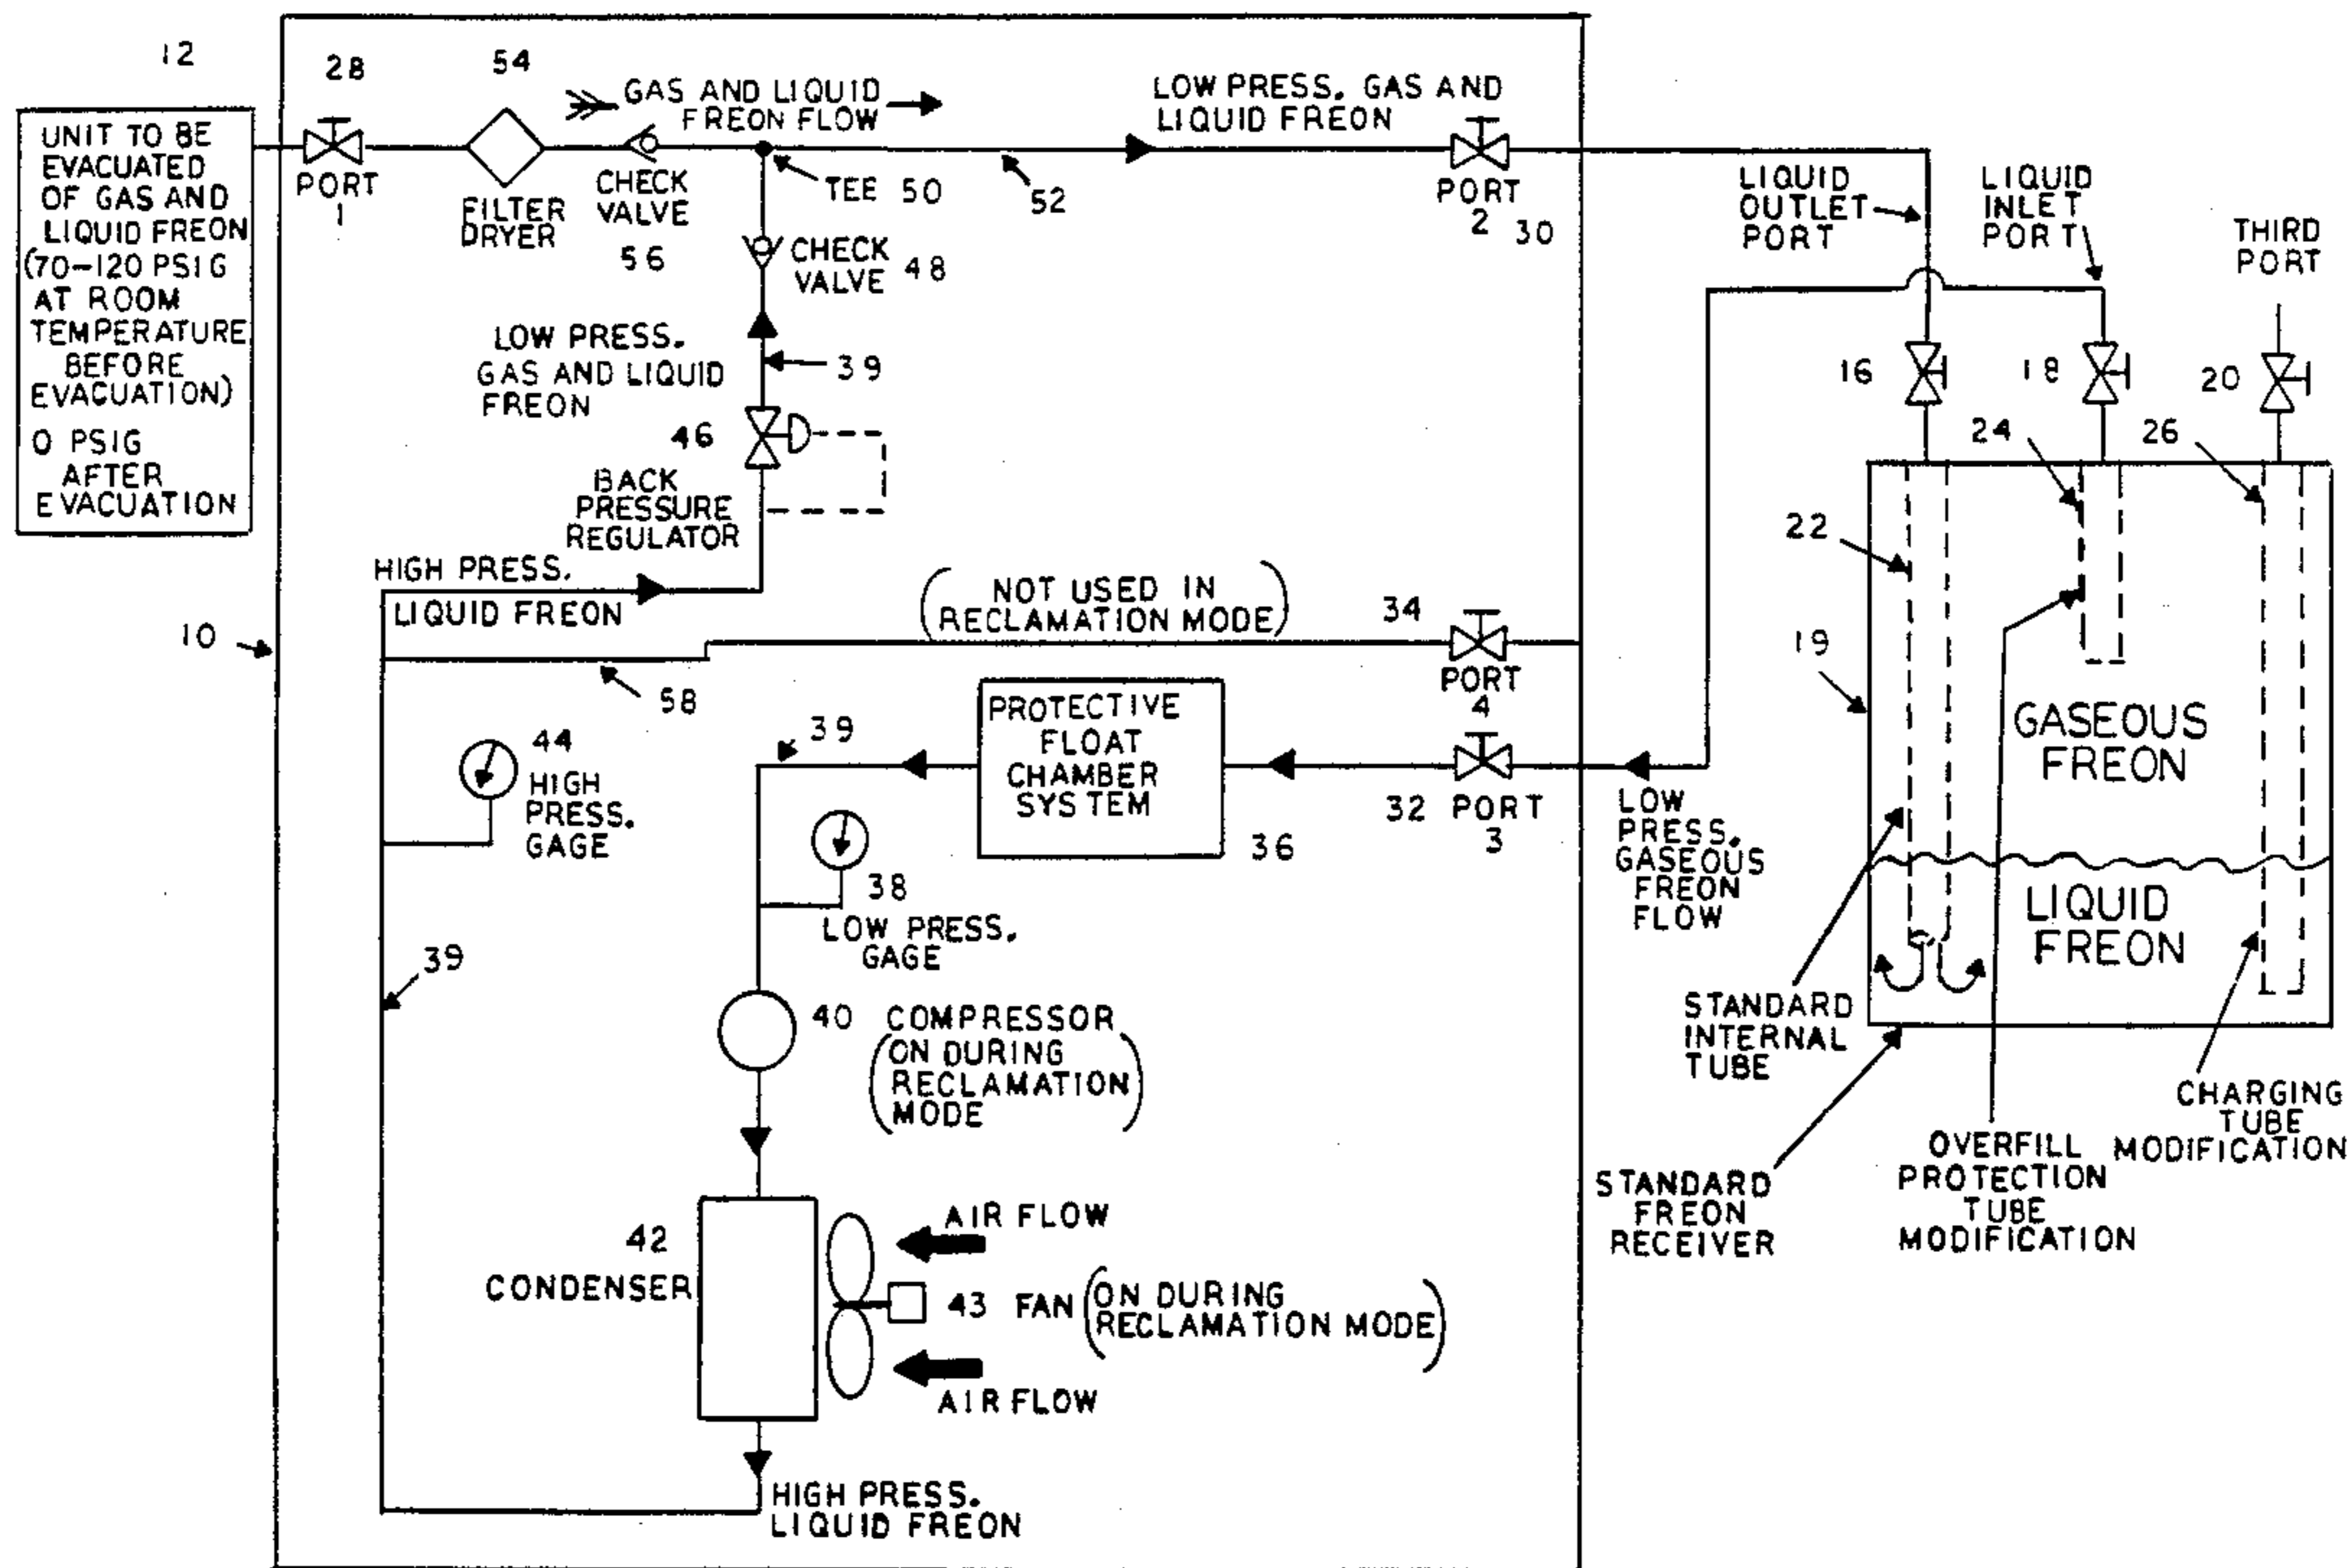 12
28
54
UNIT TO BE
EVACUATED
OF GAS AND
LIQUID FREON
(70-120 PSIG
AT ROOM
TEMPERATURE
BEFORE
EVACUATION)
0 PSIG
AFTER
EVACUATION
PORT
1
FILTER
DRYER
GAS AND LIQUID
FREON FLOW
CHECK
VALVE
56
TEE 50
52
LOW PRESS. GAS AND
LIQUID FREON
PORT
2 30
CHECK
VALVE 48
LOW PRESS.
GAS AND LIQUID
FREON
39
46
BACK
PRESSURE
REGULATOR
HIGH PRESS.
LIQUID FREON
(NOT USED IN
RECLAMATION MODE)
34
PORT
4
10
58
44
HIGH
PRESS.
GAGE
39
PROTECTIVE
FLOAT
CHAMBER
SYSTEM
36
32 PORT
3
38
LOW PRESS.
GAGE
39
40 COMPRESSOR
(ON DURING
RECLAMATION
MODE)
42
CONDENSER
AIR FLOW
43 FAN (ON DURING
RECLAMATION MODE)
AIR FLOW
HIGH PRESS.
LIQUID FREON
LIQUID
OUTLET
PORT
LIQUID
INLET
PORT
THIRD
PORT
16
18
20
24
26
22
19
GASEOUS
FREON
LIQUID
FREON
LOW
PRESS.
GASEOUS
FREON
FLOW
STANDARD
INTERNAL
TUBE
STANDARD
FREON
RECEIVER
OVERFILL
PROTECTION
TUBE
MODIFICATION
CHARGING
TUBE
MODIFICATION